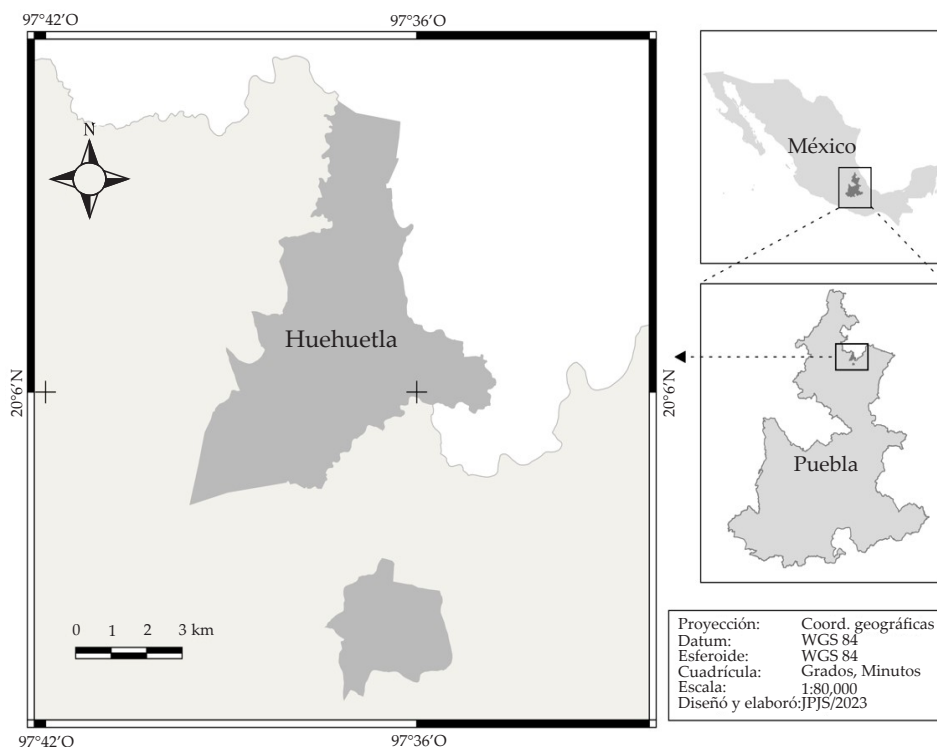 97°42'O
97°36'O
N
México
Huehuetla
20°6'N
20°6'N
Puebla
0 1 2 3 km
Proyección: Coord. geográficas
Datum: WGS 84
Esferoide: WGS 84
Cuadrícula: Grados, Minutos
Escala: 1:80,000
Diseñó y elaboró:JPJS/2023
97°42'O
97°36'O